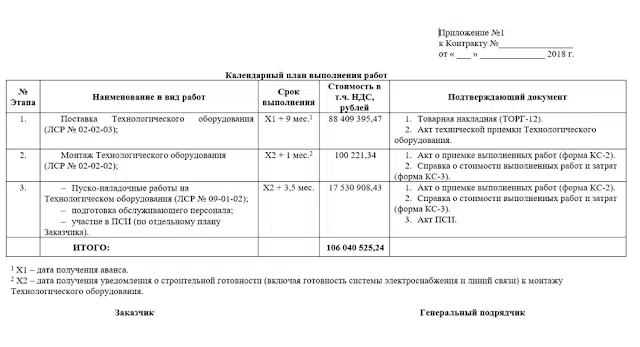 Приложение №1
к Контракту №_________________
от « ___ » _______________ 2018 г.
Календарный план выполнения работ
№ Этапа | Наименование и вид работ | Срок выполнения | Стоимость в т.ч. НДС, рублей | Подтверждающий документ
1. | Поставка Технологического оборудования (ЛСР № 02-02-03); | X1 + 9 мес.¹ | 88 409 395,47 | 1. Товарная накладная (ТОРГ-12).
2. Акт технической приемки Технологического оборудования.
2. | Монтаж Технологического оборудования (ЛСР № 02-02-02); | X2 + 1 мес.² | 100 221,34 | 1. Акт о приемке выполненных работ (форма КС-2).
2. Справка о стоимости выполненных работ и затрат (форма КС-3).
3. | – Пуско-наладочные работы на Технологическом оборудовании (ЛСР № 09-01-02);
– подготовка обслуживающего персонала;
– участие в ПСИ (по отдельному плану Заказчика). | X2 + 3,5 мес. | 17 530 908,43 | 1. Акт о приемке выполненных работ (форма КС-2).
2. Справка о стоимости выполненных работ и затрат (форма КС-3).
3. Акт ПСИ.
ИТОГО: | 106 040 525,24
¹ X1 – дата получения аванса.
² X2 – дата получения уведомления о строительной готовности (включая готовность системы электроснабжения и линий связи) к монтажу
Технологического оборудования.
Заказчик
Генеральный подрядчик